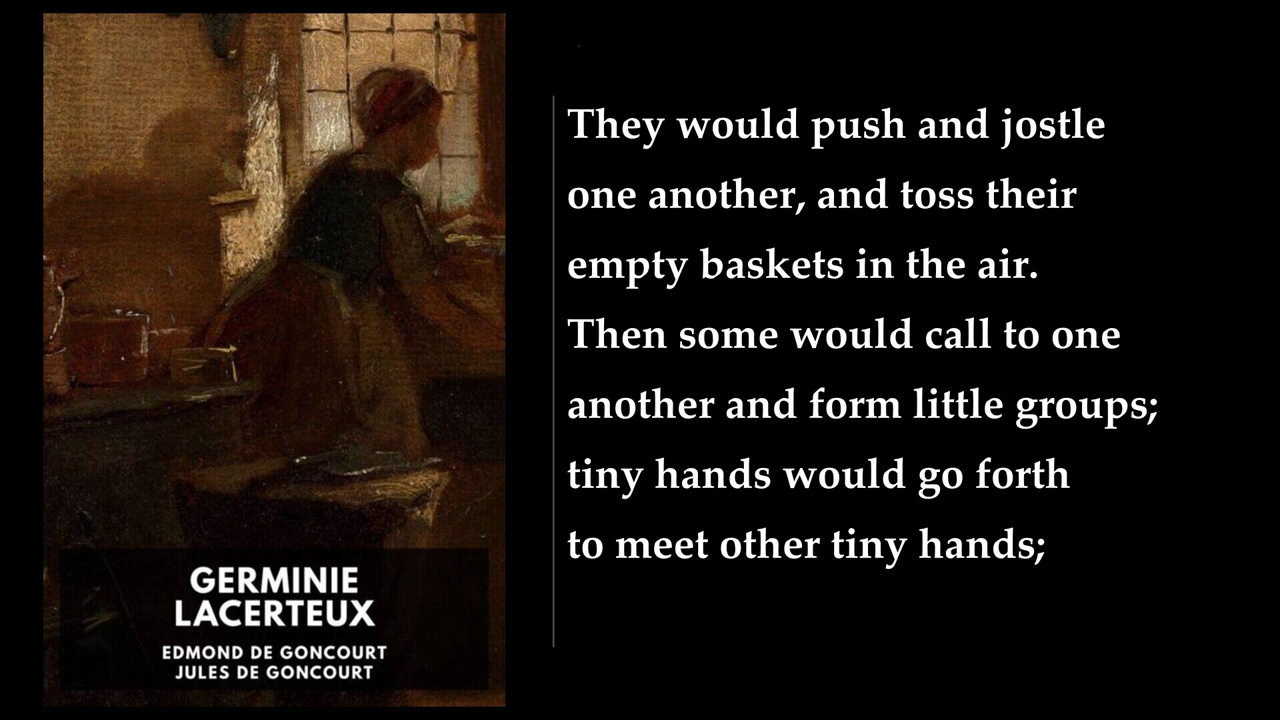 They would push and jostle
one another, and toss their
empty baskets in the air.
Then some would call to one
another and form little groups;
tiny hands would go forth
to meet other tiny hands;
GERMINIE
LACERTEUX
EDMOND DE GONCOURT
JULES DE GONCOURT